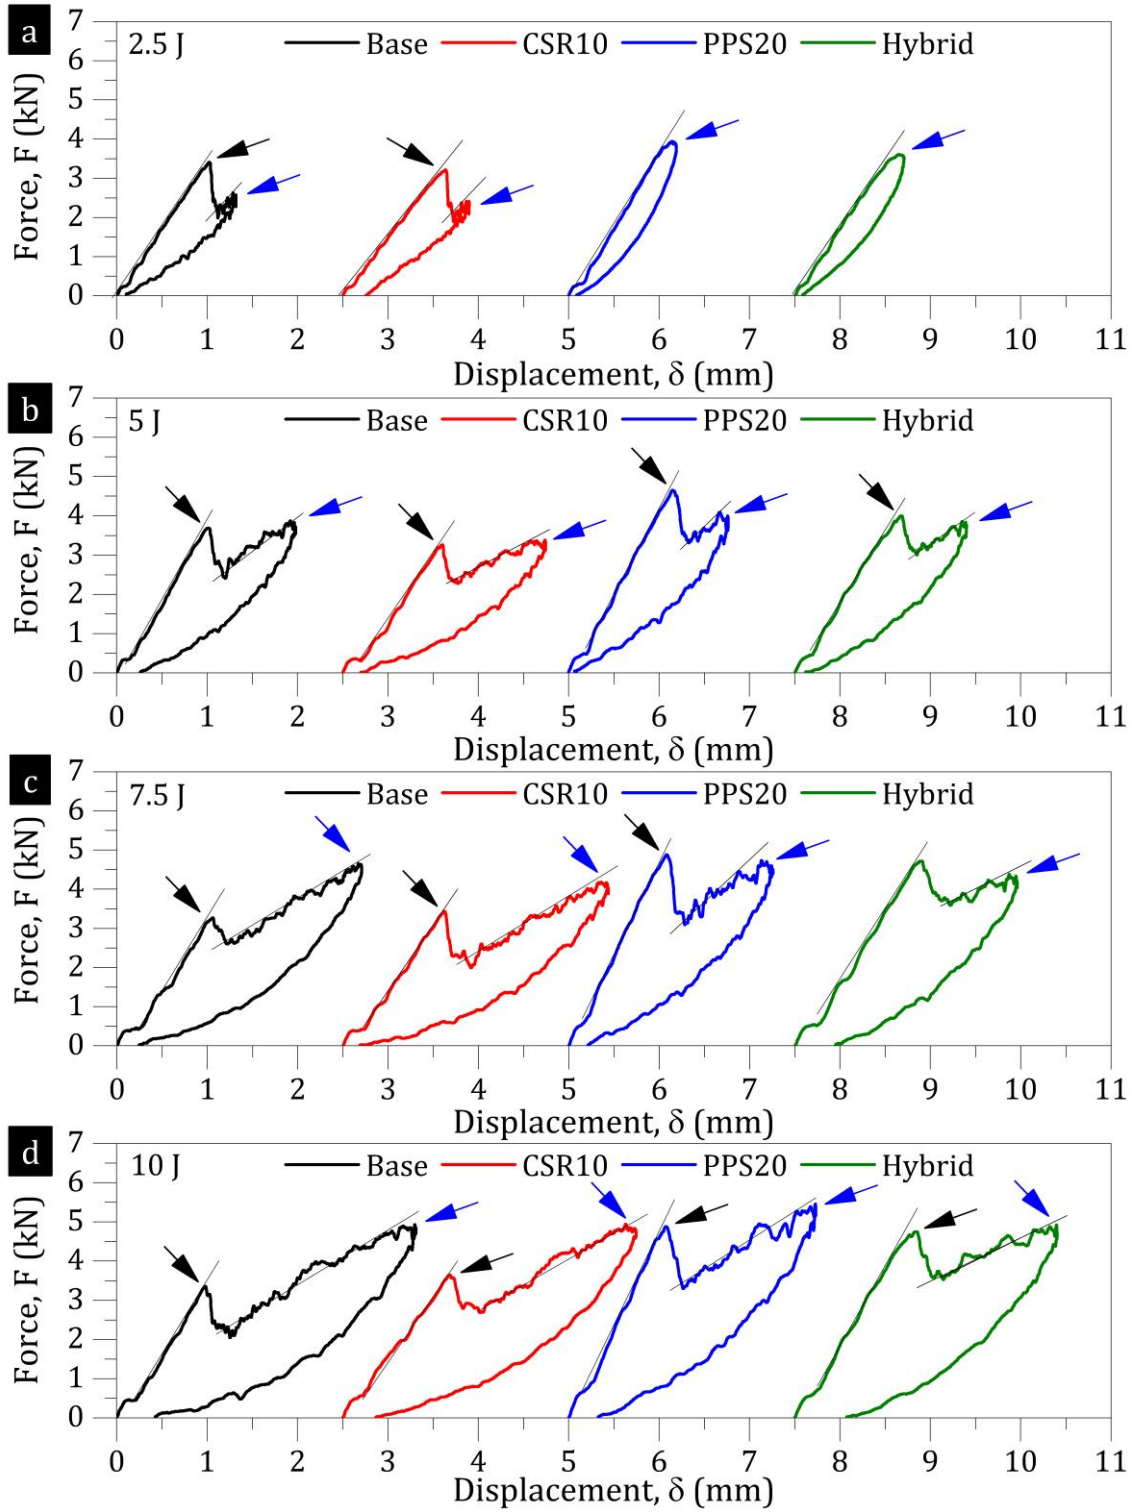 a
2.5 J Base CSR10 PPS20 Hybrid
Force, F (kN)
7
6
5
4
3
2
1
0
0 1 2 3 4 5 6 7 8 9 10 11
Displacement, δ (mm)
b
5 J Base CSR10 PPS20 Hybrid
Force, F (kN)
7
6
5
4
3
2
1
0
0 1 2 3 4 5 6 7 8 9 10 11
Displacement, δ (mm)
c
7.5 J Base CSR10 PPS20 Hybrid
Force, F (kN)
7
6
5
4
3
2
1
0
0 1 2 3 4 5 6 7 8 9 10 11
Displacement, δ (mm)
d
10 J Base CSR10 PPS20 Hybrid
Force, F (kN)
7
6
5
4
3
2
1
0
0 1 2 3 4 5 6 7 8 9 10 11
Displacement, δ (mm)